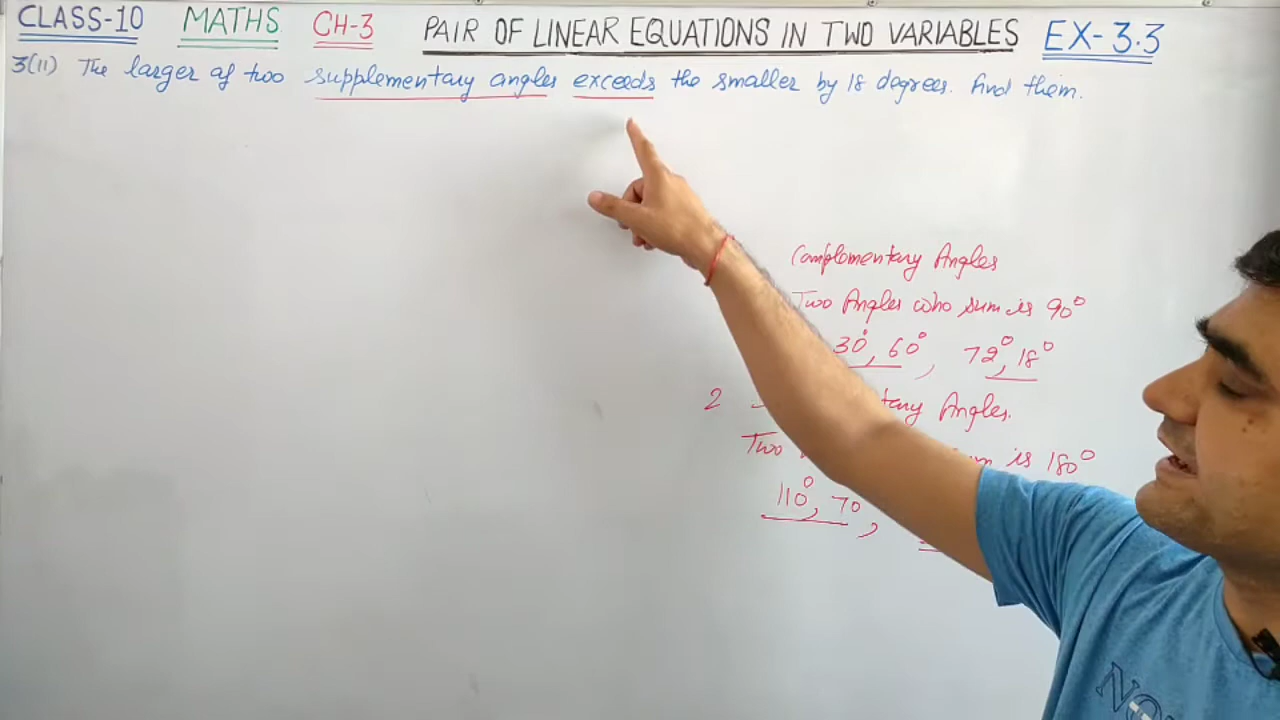 CLASS-10 MATHS CH-3 PAIR OF LINEAR EQUATIONS IN TWO VARIABLES EX-3.3
3(11) The larger of two supplementary angles exceeds the smaller by 18 degrees. find them.
Complementary Angles
Two Angles who sum is 90°
30°, 60°, 72°, 18°
2 Angles.
Two is 180°
110°, 70,